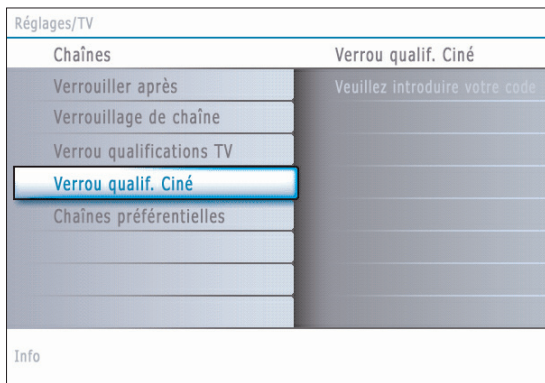 Réglages/TV
Chaînes
Verrou qualif. Ciné
Verrouiller après
Veuillez introduire votre code
Verrouillage de chaîne
Verrou qualifications TV
Verrou qualif. Ciné
Chaînes préférentielles
Info